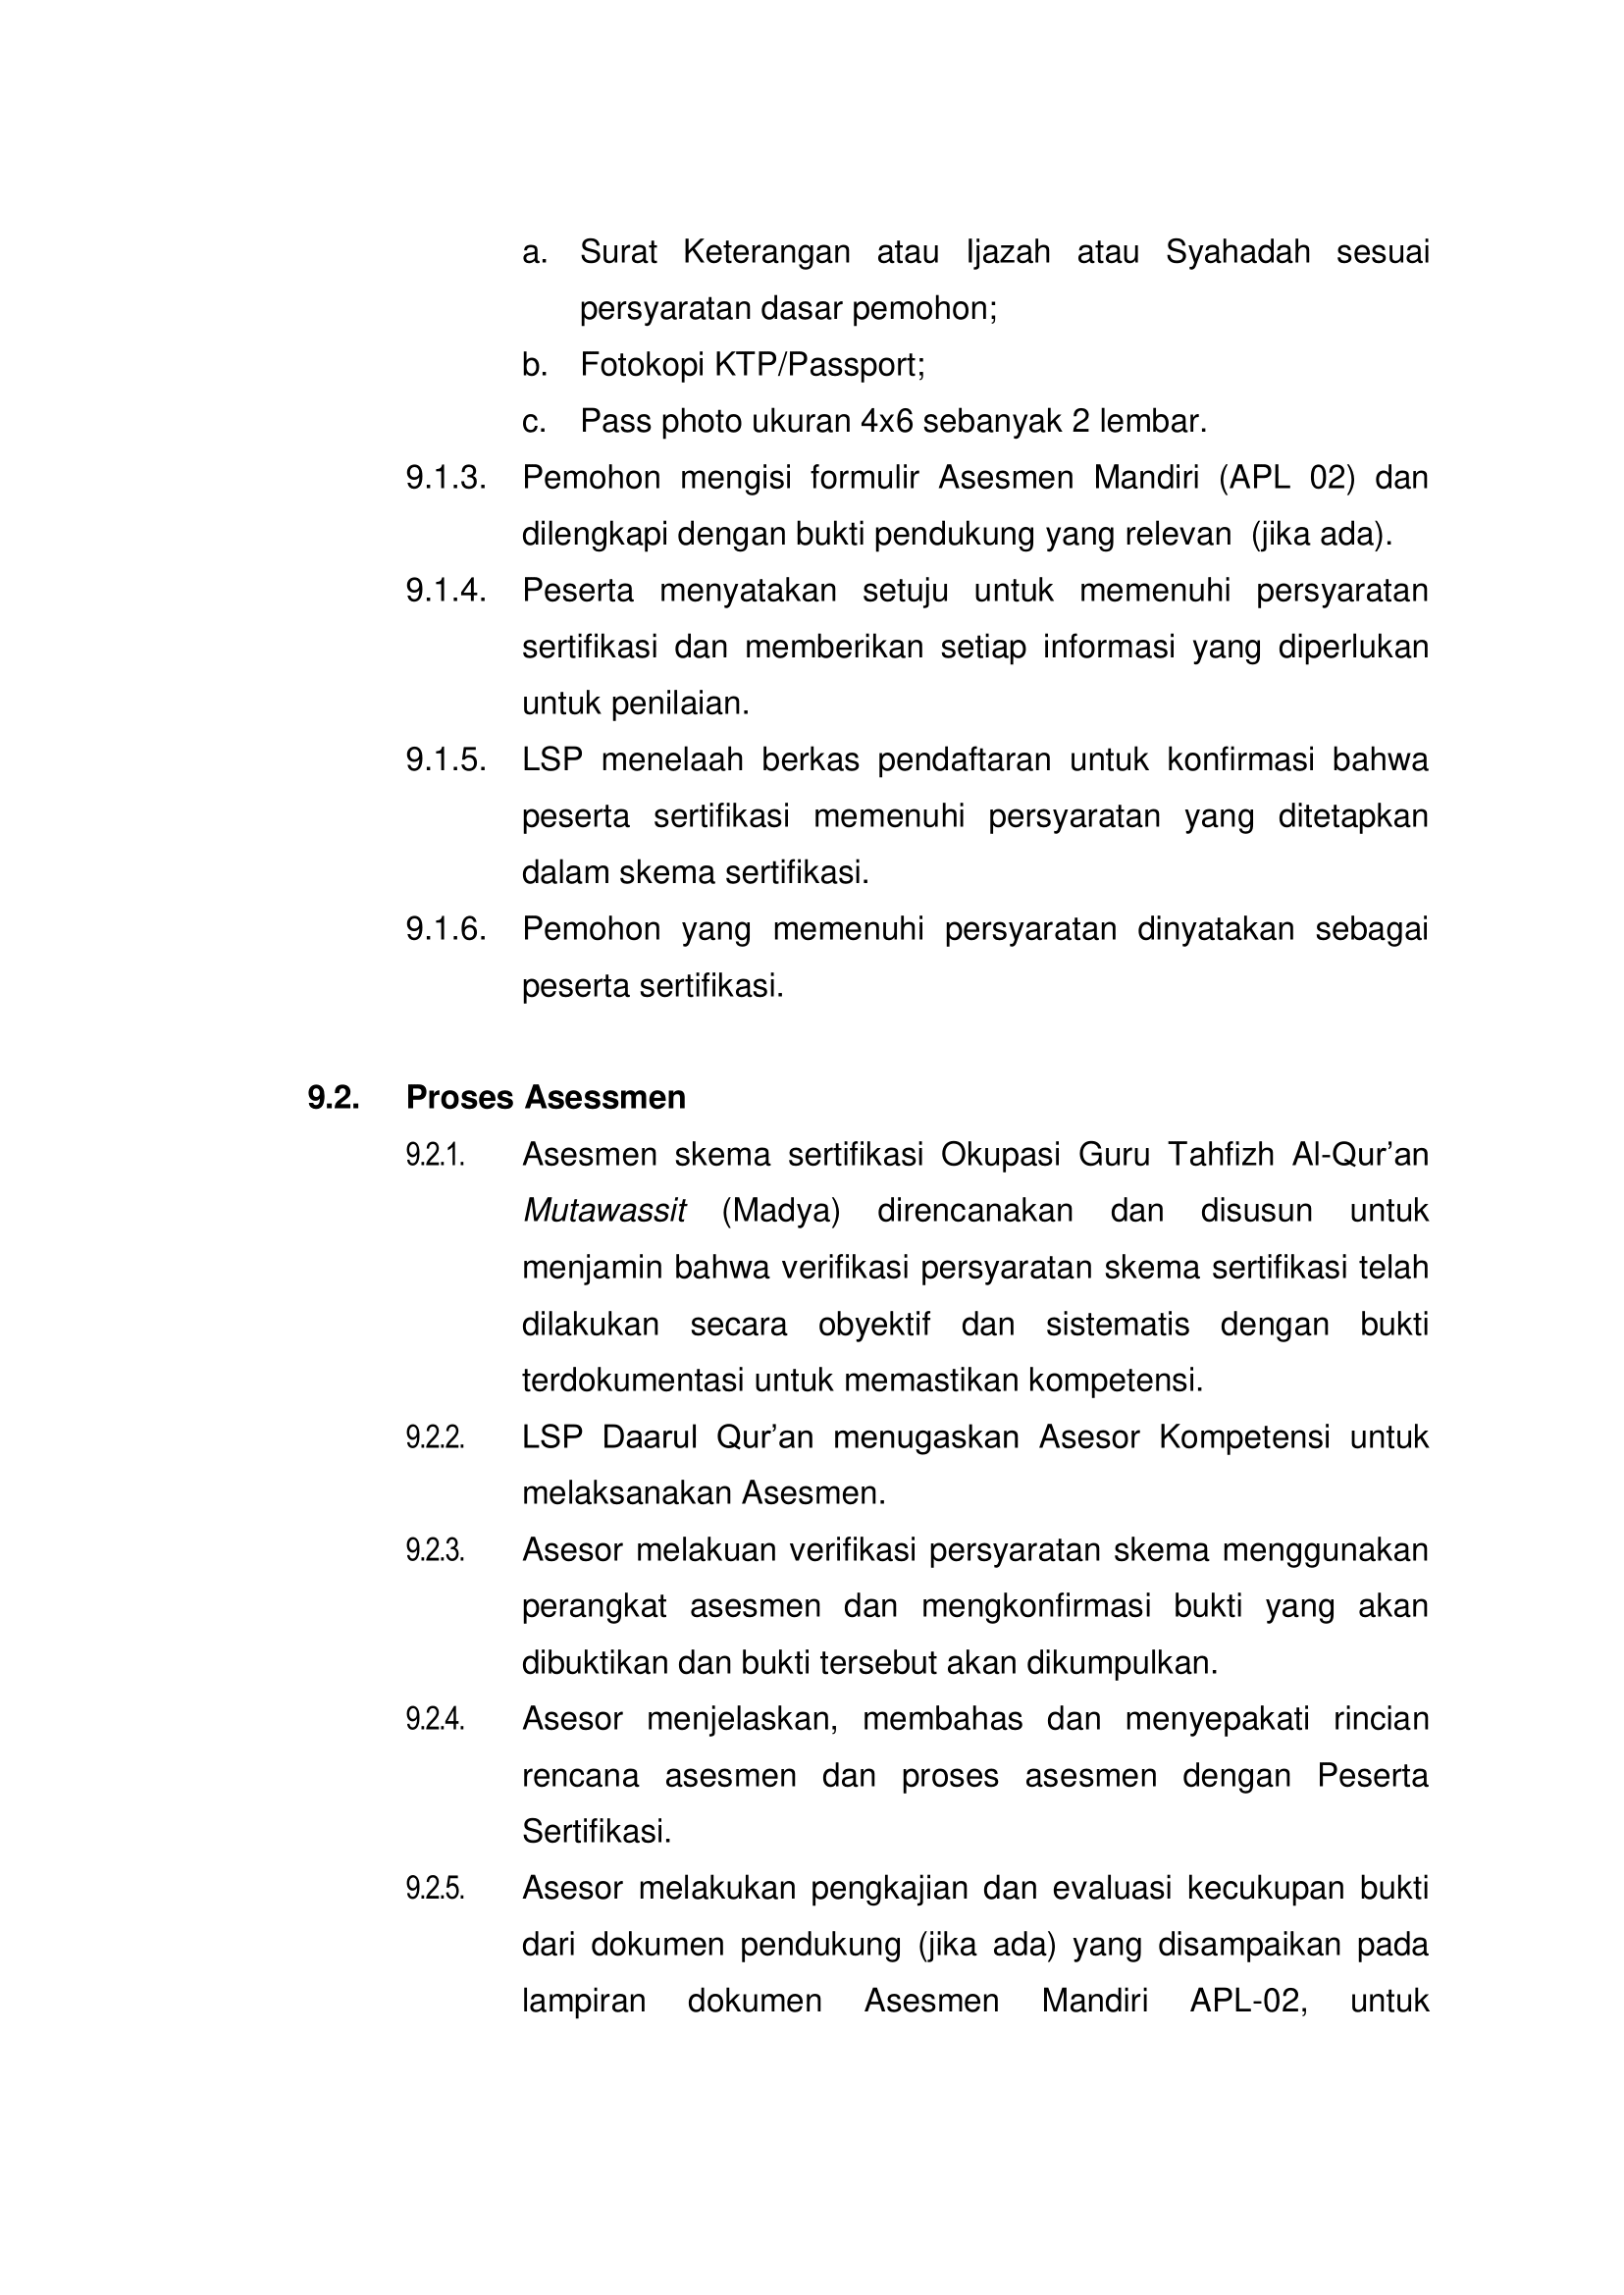 a. Surat Keterangan atau Ijazah atau Syahadah sesuai
persyaratan dasar pemohon;
b. Fotokopi KTP/Passport;
c. Pass photo ukuran 4x6 sebanyak 2 lembar.
9.1.3. Pemohon mengisi formulir Asesmen Mandiri (APL 02) dan
dilengkapi dengan bukti pendukung yang relevan (jika ada).
9.1.4. Peserta menyatakan setuju untuk memenuhi persyaratan
sertifikasi dan memberikan setiap informasi yang diperlukan
untuk penilaian.
9.1.5. LSP menelaah berkas pendaftaran untuk konfirmasi bahwa
peserta sertifikasi memenuhi persyaratan yang ditetapkan
dalam skema sertifikasi.
9.1.6. Pemohon yang memenuhi persyaratan dinyatakan sebagai
peserta sertifikasi.
9.2. Proses Asessmen
9.2.1. Asesmen skema sertifikasi Okupasi Guru Tahfizh Al-Qur’an
Mutawassit (Madya) direncanakan dan disusun untuk
menjamin bahwa verifikasi persyaratan skema sertifikasi telah
dilakukan secara obyektif dan sistematis dengan bukti
terdokumentasi untuk memastikan kompetensi.
9.2.2. LSP Daarul Qur’an menugaskan Asesor Kompetensi untuk
melaksanakan Asesmen.
9.2.3. Asesor melakuan verifikasi persyaratan skema menggunakan
perangkat asesmen dan mengkonfirmasi bukti yang akan
dibuktikan dan bukti tersebut akan dikumpulkan.
9.2.4. Asesor menjelaskan, membahas dan menyepakati rincian
rencana asesmen dan proses asesmen dengan Peserta
Sertifikasi.
9.2.5. Asesor melakukan pengkajian dan evaluasi kecukupan bukti
dari dokumen pendukung (jika ada) yang disampaikan pada
lampiran dokumen Asesmen Mandiri APL-02, untuk